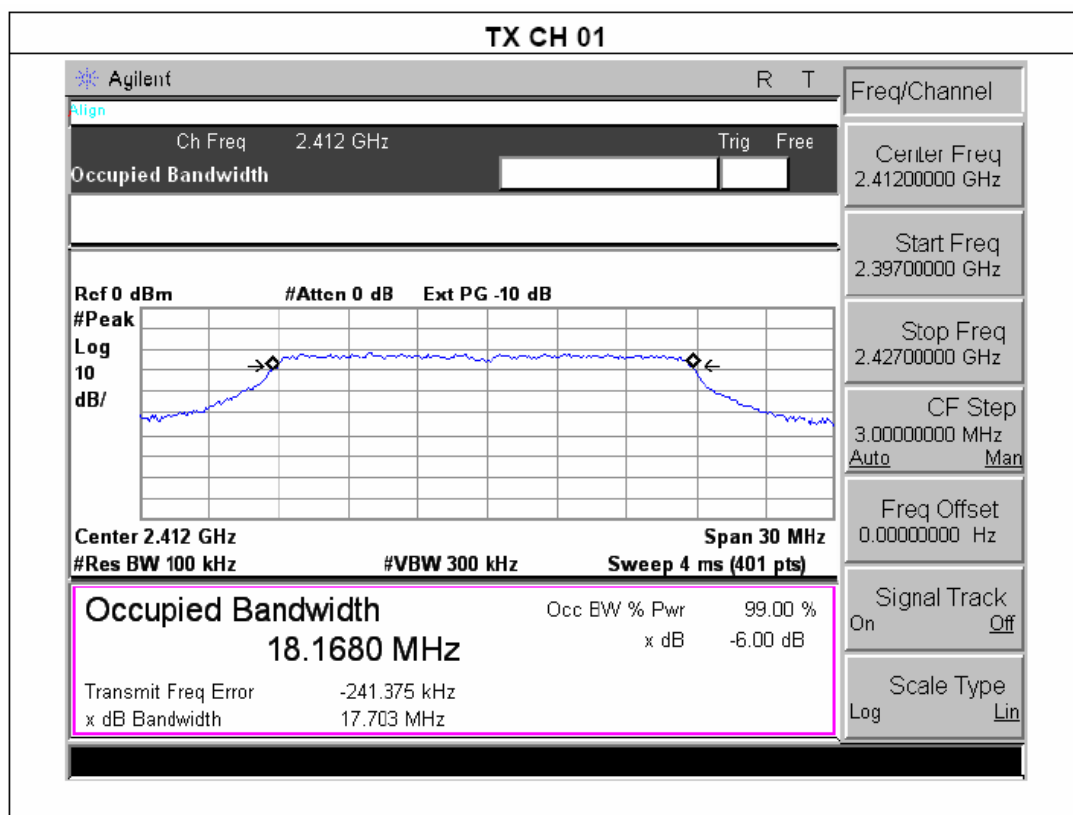 TX CH 01
Agilent R T
Align
Ch Freq 2.412 GHz Trig Free
Occupied Bandwidth
Ref 0 dBm #Atten 0 dB Ext PG -10 dB
#Peak
Log
10
dB/
Center 2.412 GHz Span 30 MHz
#Res BW 100 kHz #VBW 300 kHz Sweep 4 ms (401 pts)
Occupied Bandwidth
18.1680 MHz
Occ BW % Pwr 99.00 %
x dB -6.00 dB
Transmit Freq Error -241.375 kHz
x dB Bandwidth 17.703 MHz
Freq/Channel
Center Freq
2.41200000 GHz
Start Freq
2.39700000 GHz
Stop Freq
2.42700000 GHz
CF Step
3.00000000 MHz
Auto Man
Freq Offset
0.00000000 Hz
Signal Track
On Off
Scale Type
Log Lin